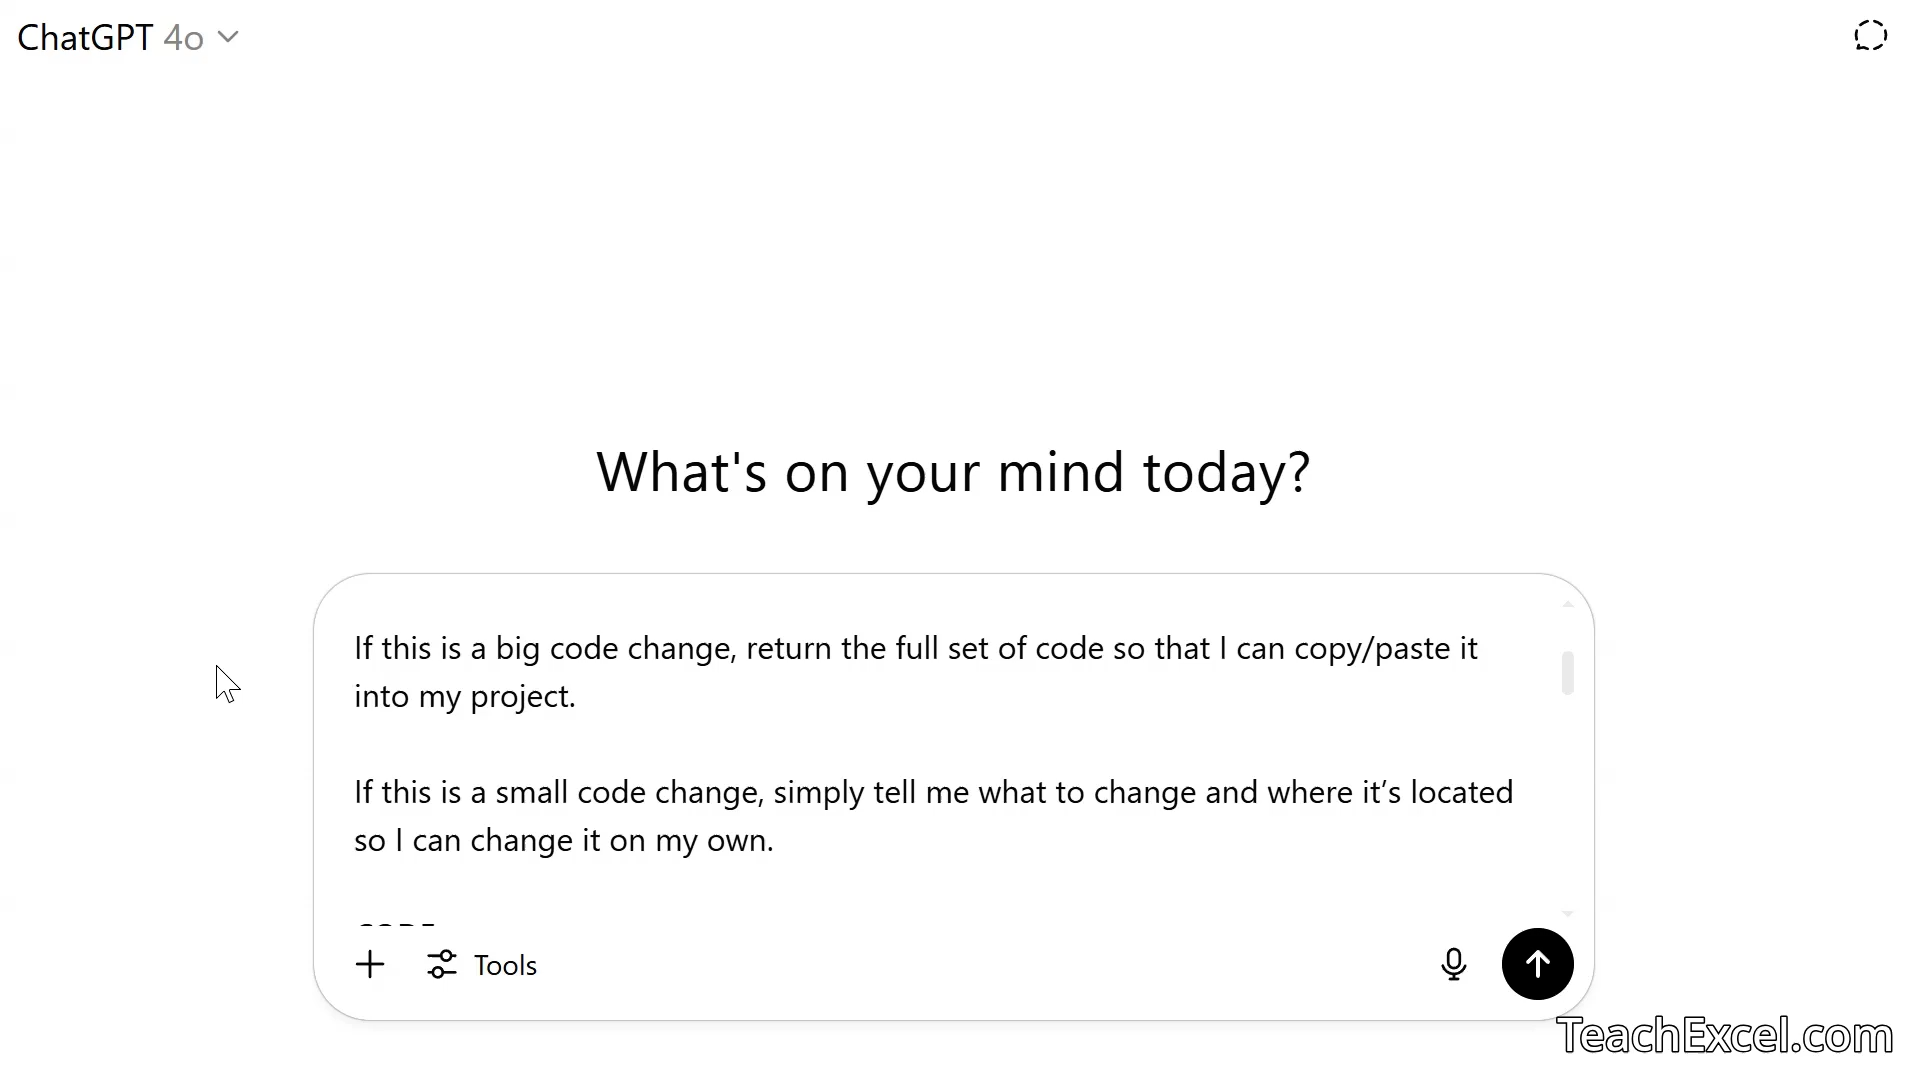 ChatGPT 4o
What's on your mind today?
If this is a big code change, return the full set of code so that I can copy/paste it
into my project.
If this is a small code change, simply tell me what to change and where it’s located
so I can change it on my own.
Tools
TeachExcel.com